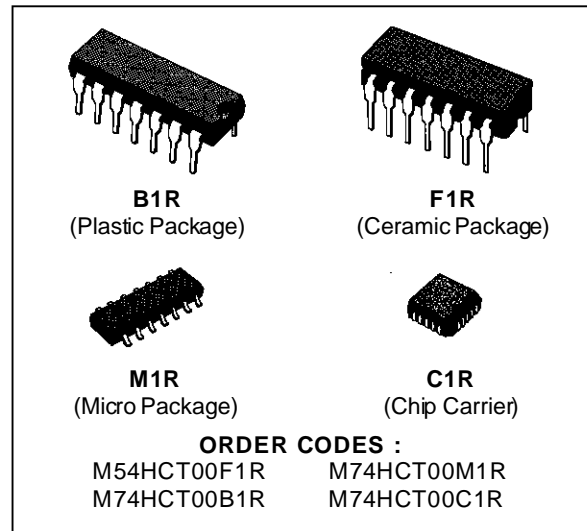 B1R
(Plastic Package)
F1R
(Ceramic Package)
M1R
(Micro Package)
C1R
(Chip Carrier)
ORDER CODES :
M54HCT00F1R M74HCT00M1R
M74HCT00B1R M74HCT00C1R